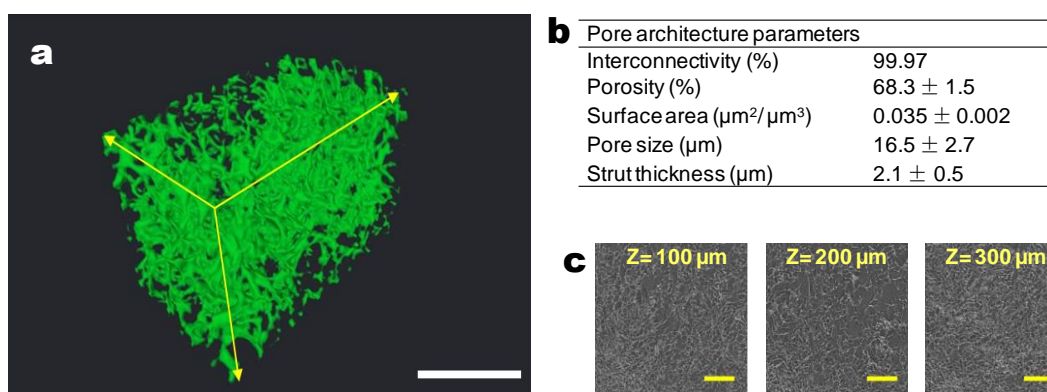 a
b
Pore architecture parameters
Interconnectivity (%) 99.97
Porosity (%) 68.3 ± 1.5
Surface area (µm²/µm³) 0.035 ± 0.002
Pore size (µm) 16.5 ± 2.7
Strut thickness (µm) 2.1 ± 0.5
c
Z= 100 µm Z= 200 µm Z= 300 µm